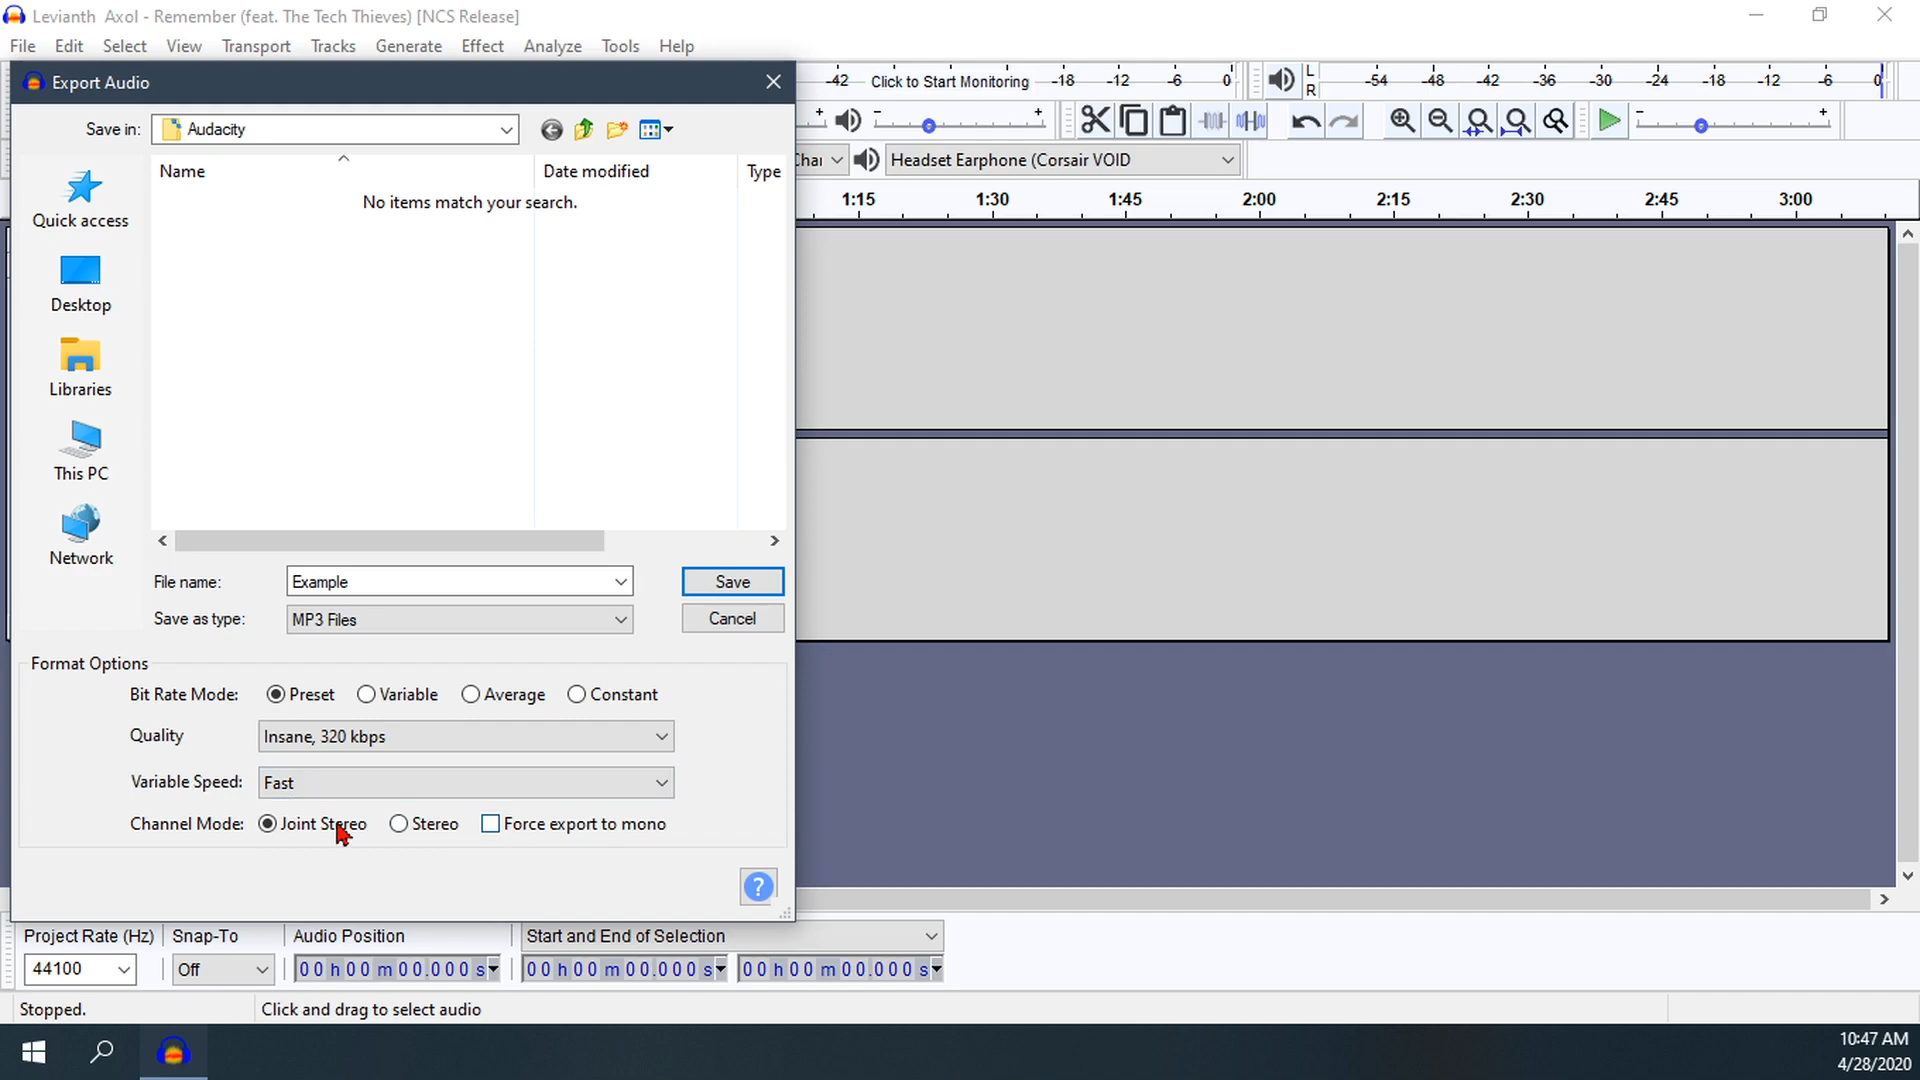 Levianth  Axol - Remember (feat. The Tech Thieves) [NCS Release]
File Edit Select View Transport Tracks Generate Effect Analyze Tools Help
Export Audio
-42 Click to Start Monitoring -18 -12 -6 0
L
R
-54 -48 -42 -36 -30 -24 -18 -12 -6 0
Save in: Audacity
- +
- +
Headset Earphone (Corsair VOID
Name Date modified Type
No items match your search.
1:15 1:30 1:45 2:00 2:15 2:30 2:45 3:00
Quick access
Desktop
Libraries
This PC
Network
File name: Example Save
Save as type: MP3 Files Cancel
Format Options
Bit Rate Mode: Preset Variable Average Constant
Quality Insane, 320 kbps
Variable Speed: Fast
Channel Mode: Joint Stereo Stereo Force export to mono
?
Project Rate (Hz) Snap-To Audio Position Start and End of Selection
44100 Off 00 h 00 m 00.000 s 00 h 00 m 00.000 s 00 h 00 m 00.000 s
Stopped. Click and drag to select audio
10:47 AM
4/28/2020